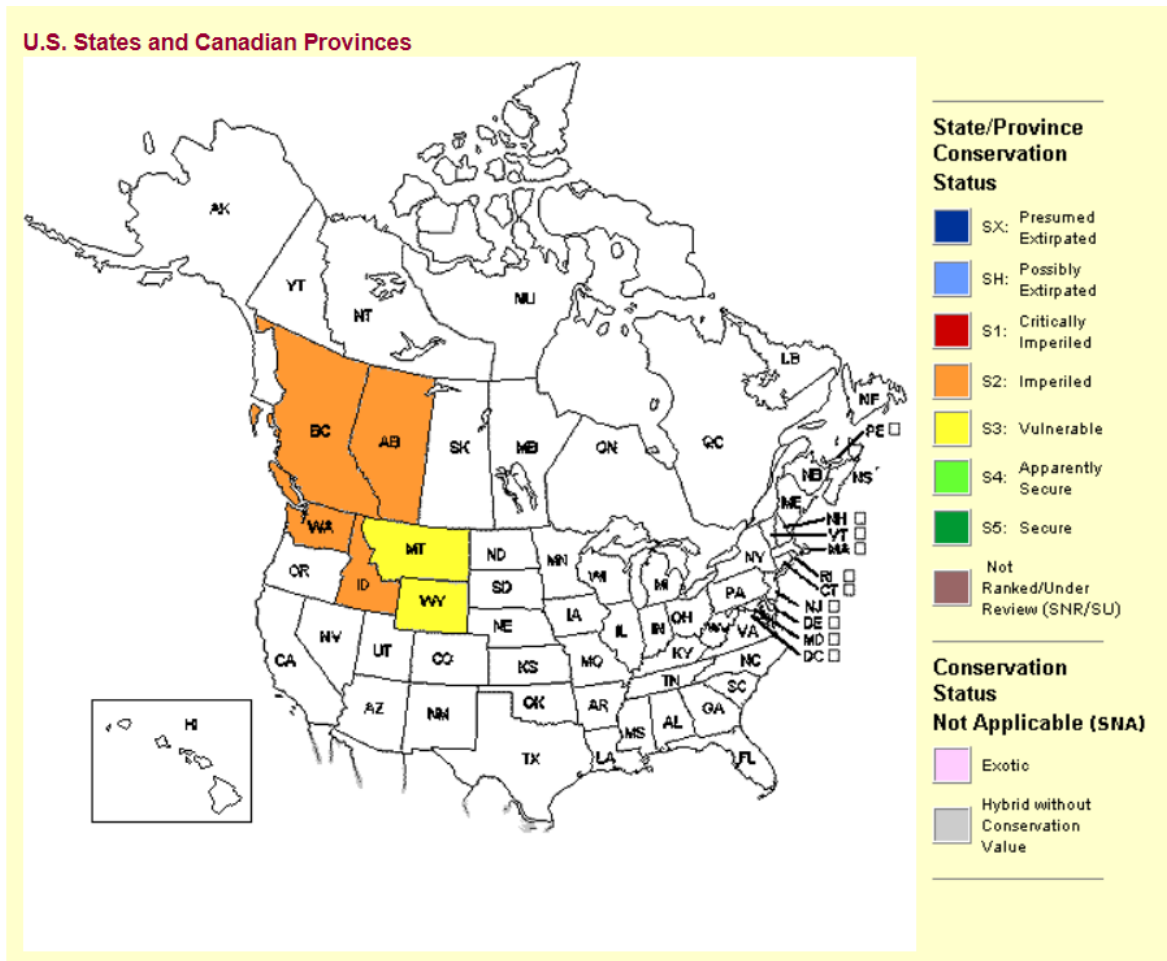 U.S. States and Canadian Provinces
AK
YT
NT
NU
BC
AB
SK
MB
ON
QC
LB
NF
PE
NB
NS
ME
NH
VT
MA
NY
RI
CT
PA
NJ
DE
MD
DC
WA
MT
ND
MN
WI
MI
OR
ID
WY
SD
IA
NE
IL
IN
OH
WV
VA
NV
UT
CO
KS
MO
KY
NC
CA
TN
SC
AZ
NM
OK
AR
GA
MS
AL
TX
LA
FL
HI
State/Province
Conservation
Status
SX: Presumed
Extirpated
SH: Possibly
Extirpated
S1: Critically
Imperiled
S2: Imperiled
S3: Vulnerable
S4: Apparently
Secure
S5: Secure
Not
Ranked/Under
Review (SNR/SU)
Conservation
Status
Not Applicable (SNA)
Exotic
Hybrid without
Conservation
Value